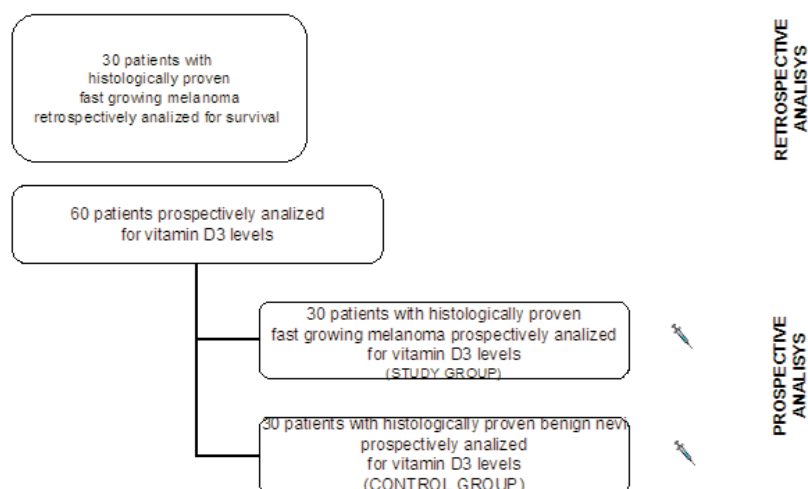 30 patients with
histologically proven
fast growing melanoma
retrospectively analized for survival
RETROSPECTIVE
ANALISYS
60 patients prospectively analized
for vitamin D3 levels
30 patients with histologically proven
fast growing melanoma prospectively analized
for vitamin D3 levels
(STUDY GROUP)
30 patients with histologically proven benign nevi
prospectively analized
for vitamin D3 levels
(CONTROL GROUP)
PROSPECTIVE
ANALISYS